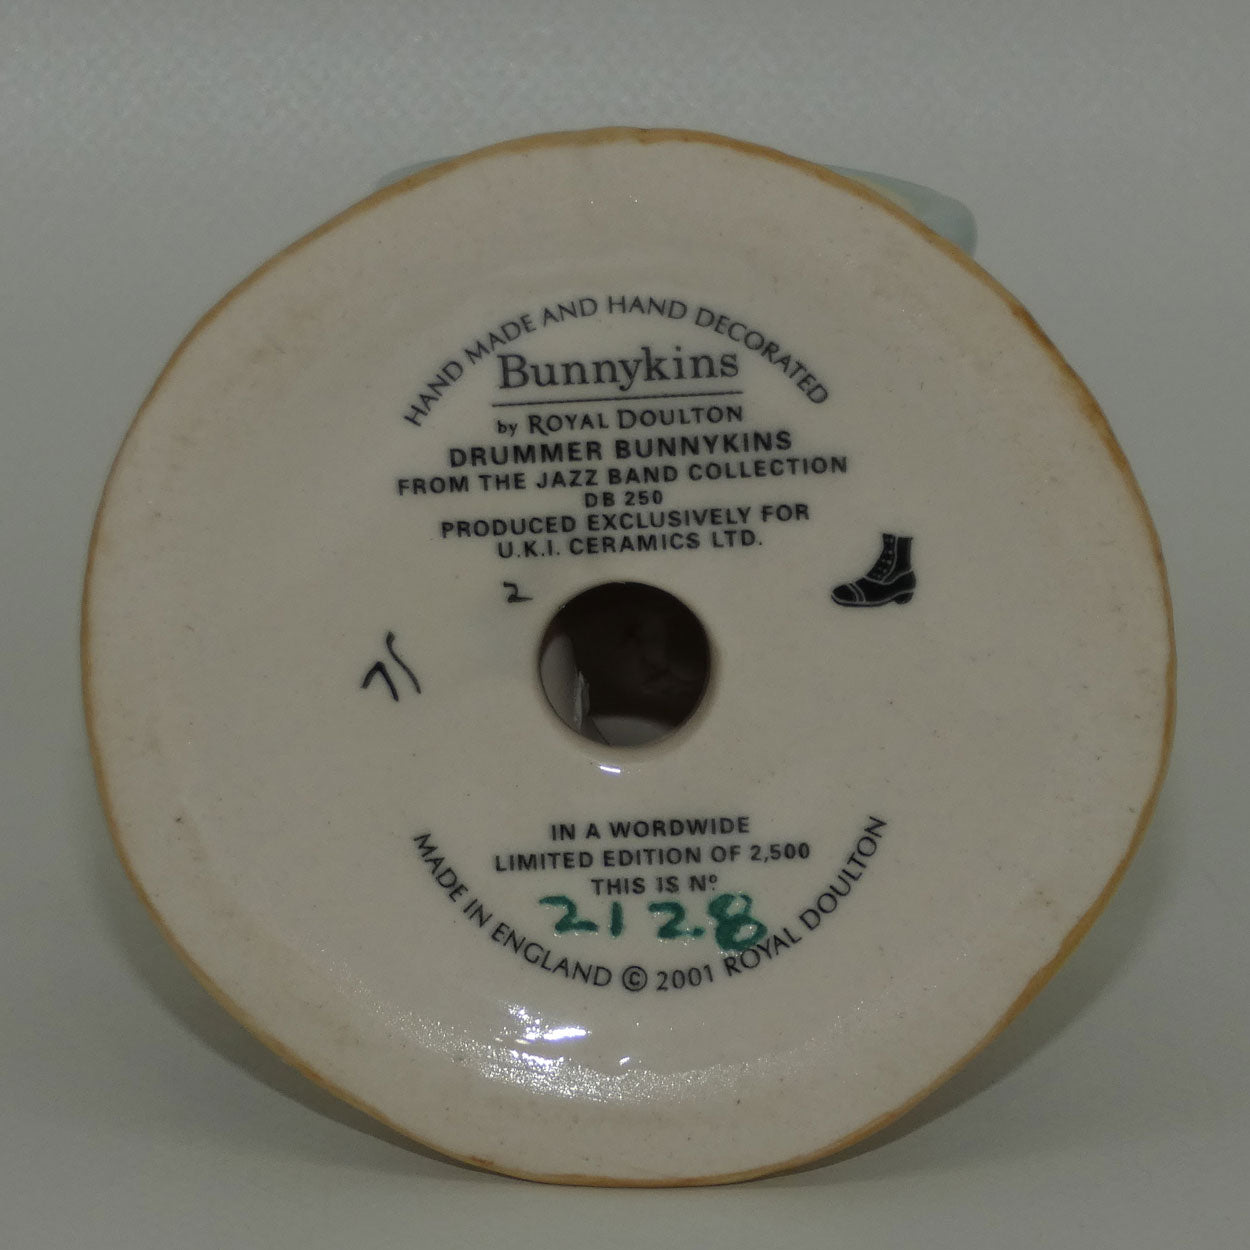 HAND MADE AND HAND DECORATED
Bunnykins
by ROYAL DOULTON
DRUMMER BUNNYKINS
FROM THE JAZZ BAND COLLECTION
DB 250
PRODUCED EXCLUSIVELY FOR
U.K.I. CERAMICS LTD.
2
IN A WORDWIDE
LIMITED EDITION OF 2,500
THIS IS Nº
2128
MADE IN ENGLAND © 2001 ROYAL DOULTON